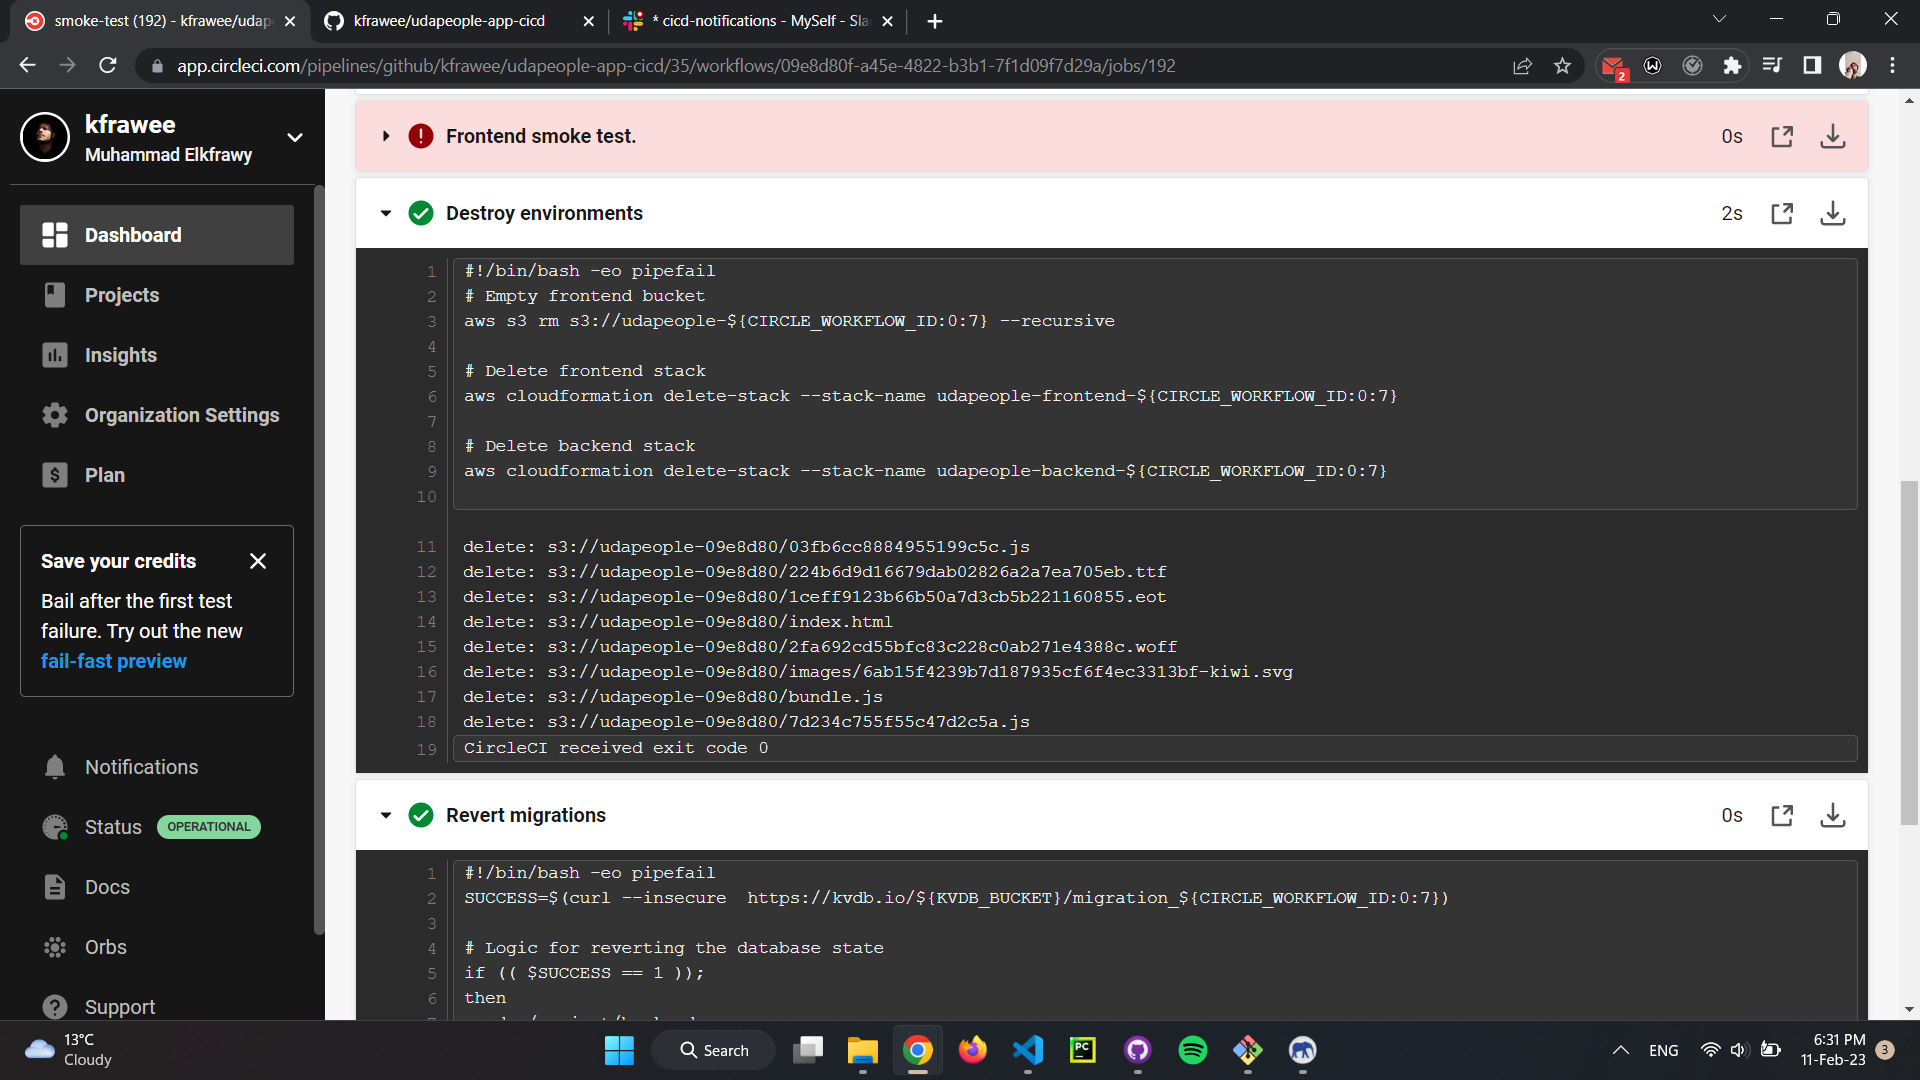 smoke-test (192) - kfrawee/udap
kfrawee/udapeople-app-cicd
* cicd-notifications - MySelf - Sla
app.circleci.com/pipelines/github/kfrawee/udapeople-app-cicd/35/workflows/09e8d80f-a45e-4822-b3b1-7f1d09f7d29a/jobs/192
2
kfrawee
Muhammad Elkfrawy
Dashboard
Projects
Insights
Organization Settings
Plan
Save your credits
Bail after the first test
failure. Try out the new
fail-fast preview
Notifications
Status OPERATIONAL
Docs
Orbs
Support
Frontend smoke test. 0s
Destroy environments 2s
1 #!/bin/bash -eo pipefail
2 # Empty frontend bucket
3 aws s3 rm s3://udapeople-${CIRCLE_WORKFLOW_ID:0:7} --recursive
4
5 # Delete frontend stack
6 aws cloudformation delete-stack --stack-name udapeople-frontend-${CIRCLE_WORKFLOW_ID:0:7}
7
8 # Delete backend stack
9 aws cloudformation delete-stack --stack-name udapeople-backend-${CIRCLE_WORKFLOW_ID:0:7}
10
11 delete: s3://udapeople-09e8d80/03fb6cc8884955199c5c.js
12 delete: s3://udapeople-09e8d80/224b6d9d16679dab02826a2a7ea705eb.ttf
13 delete: s3://udapeople-09e8d80/1ceff9123b66b50a7d3cb5b221160855.eot
14 delete: s3://udapeople-09e8d80/index.html
15 delete: s3://udapeople-09e8d80/2fa692cd55bfc83c228c0ab271e4388c.woff
16 delete: s3://udapeople-09e8d80/images/6ab15f4239b7d187935cf6f4ec3313bf-kiwi.svg
17 delete: s3://udapeople-09e8d80/bundle.js
18 delete: s3://udapeople-09e8d80/7d234c755f55c47d2c5a.js
19 CircleCI received exit code 0
Revert migrations 0s
1 #!/bin/bash -eo pipefail
2 SUCCESS=$(curl --insecure  https://kvdb.io/${KVDB_BUCKET}/migration_${CIRCLE_WORKFLOW_ID:0:7})
3
4 # Logic for reverting the database state
5 if (( $SUCCESS == 1 ));
6 then
13°C
Cloudy
Search
PC
ENG
6:31 PM
11-Feb-23
3